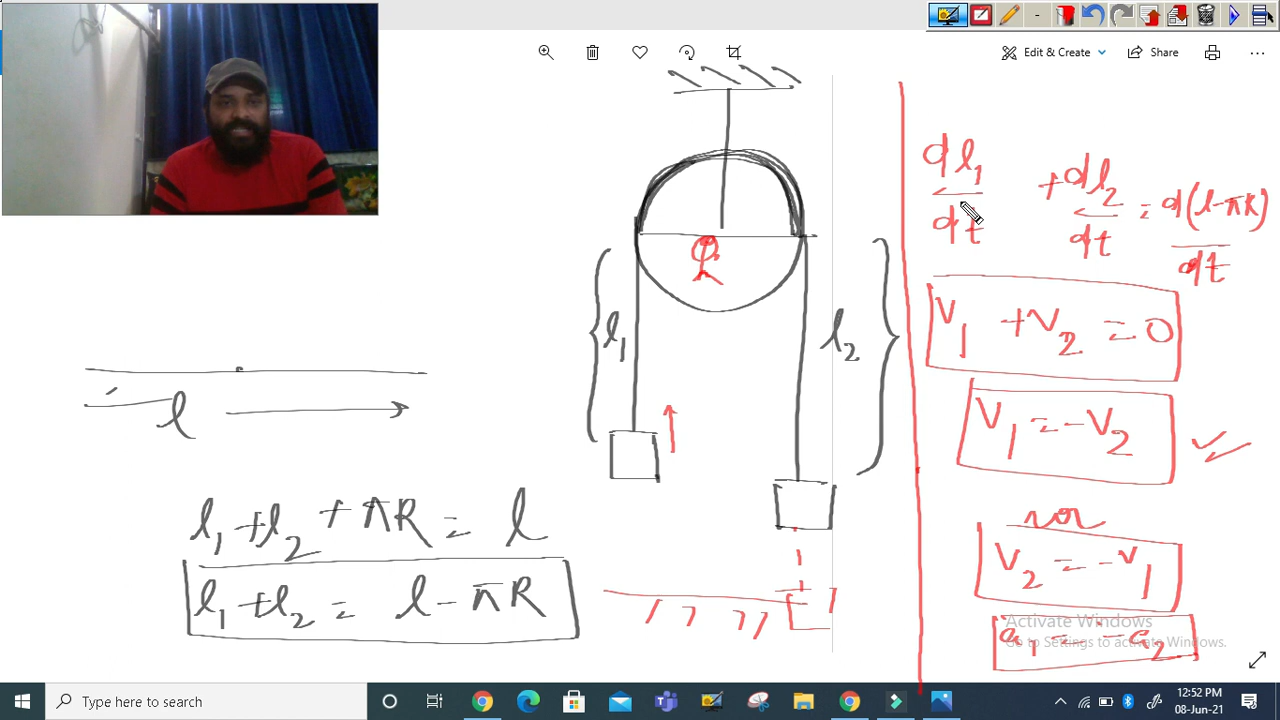 Edit & Create
Share
R
l₁
l₂
l
l₁ + l₂ + πR = l
l₁ + l₂ = l - πR
dl₁/dt + dl₂/dt = d(l-πR)/dt
V₁ + V₂ = 0
V₁ = -V₂
or
V₂ = -V₁
a₁ = -a₂
Activate Windows
Go to Settings to activate Windows.
Type here to search
12:52 PM
08-Jun-21